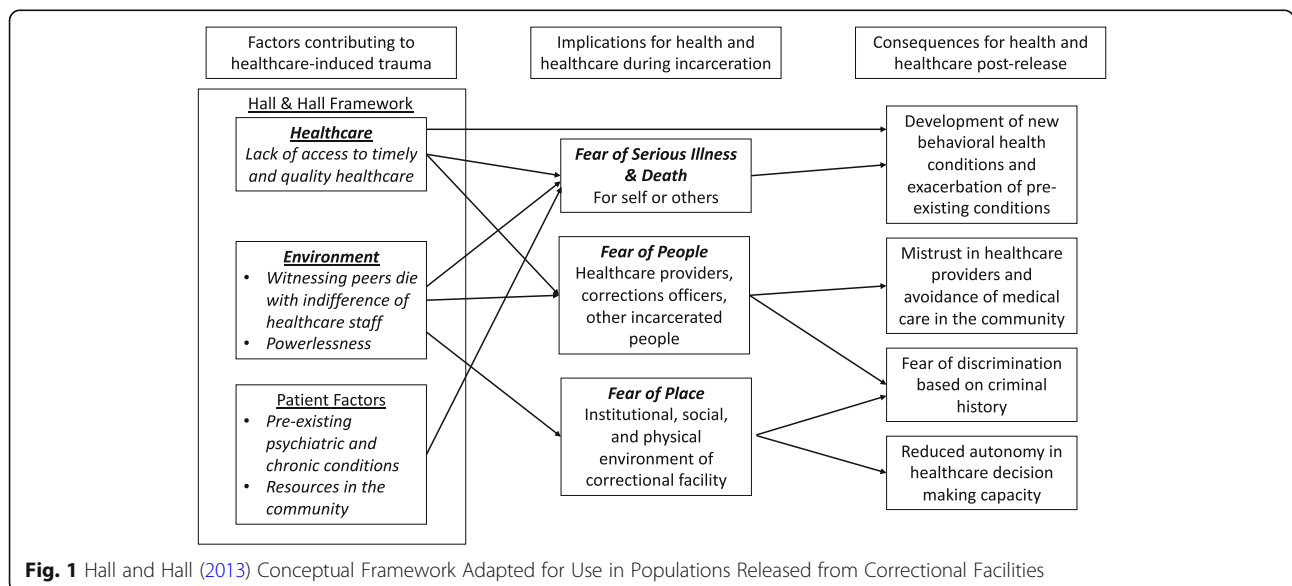 Factors contributing to
healthcare-induced trauma
Implications for health and
healthcare during incarceration
Consequences for health and
healthcare post-release
Hall & Hall Framework
Healthcare
Lack of access to timely
and quality healthcare
Environment
• Witnessing peers die
with indifference of
healthcare staff
• Powerlessness
Patient Factors
• Pre-existing
psychiatric and
chronic conditions
• Resources in the
community
Fear of Serious Illness
& Death
For self or others
Fear of People
Healthcare providers,
corrections officers,
other incarcerated
people
Fear of Place
Institutional, social,
and physical
environment of
correctional facility
Development of new
behavioral health
conditions and
exacerbation of pre-
existing conditions
Mistrust in healthcare
providers and
avoidance of medical
care in the community
Fear of discrimination
based on criminal
history
Reduced autonomy in
healthcare decision
making capacity
Fig. 1 Hall and Hall (2013) Conceptual Framework Adapted for Use in Populations Released from Correctional Facilities